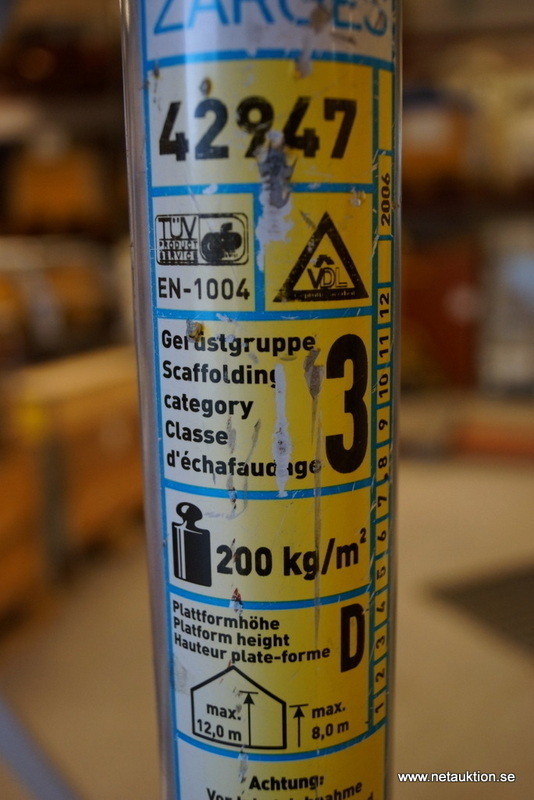 ZARGES
42947
TÜV
PRODUCT
SERVICE
VDL
EN-1004
2006
Gerüstgruppe
Scaffolding
category
Classe
d'échafaudage
3
200 kg/m²
Plattformhöhe
Platform height
Hauteur plate-forme
D
max.
12,0 m
max.
8,0 m
1 2 3 4 5 6 7 8 9 10 11 12
Achtung:
www.netauktion.se